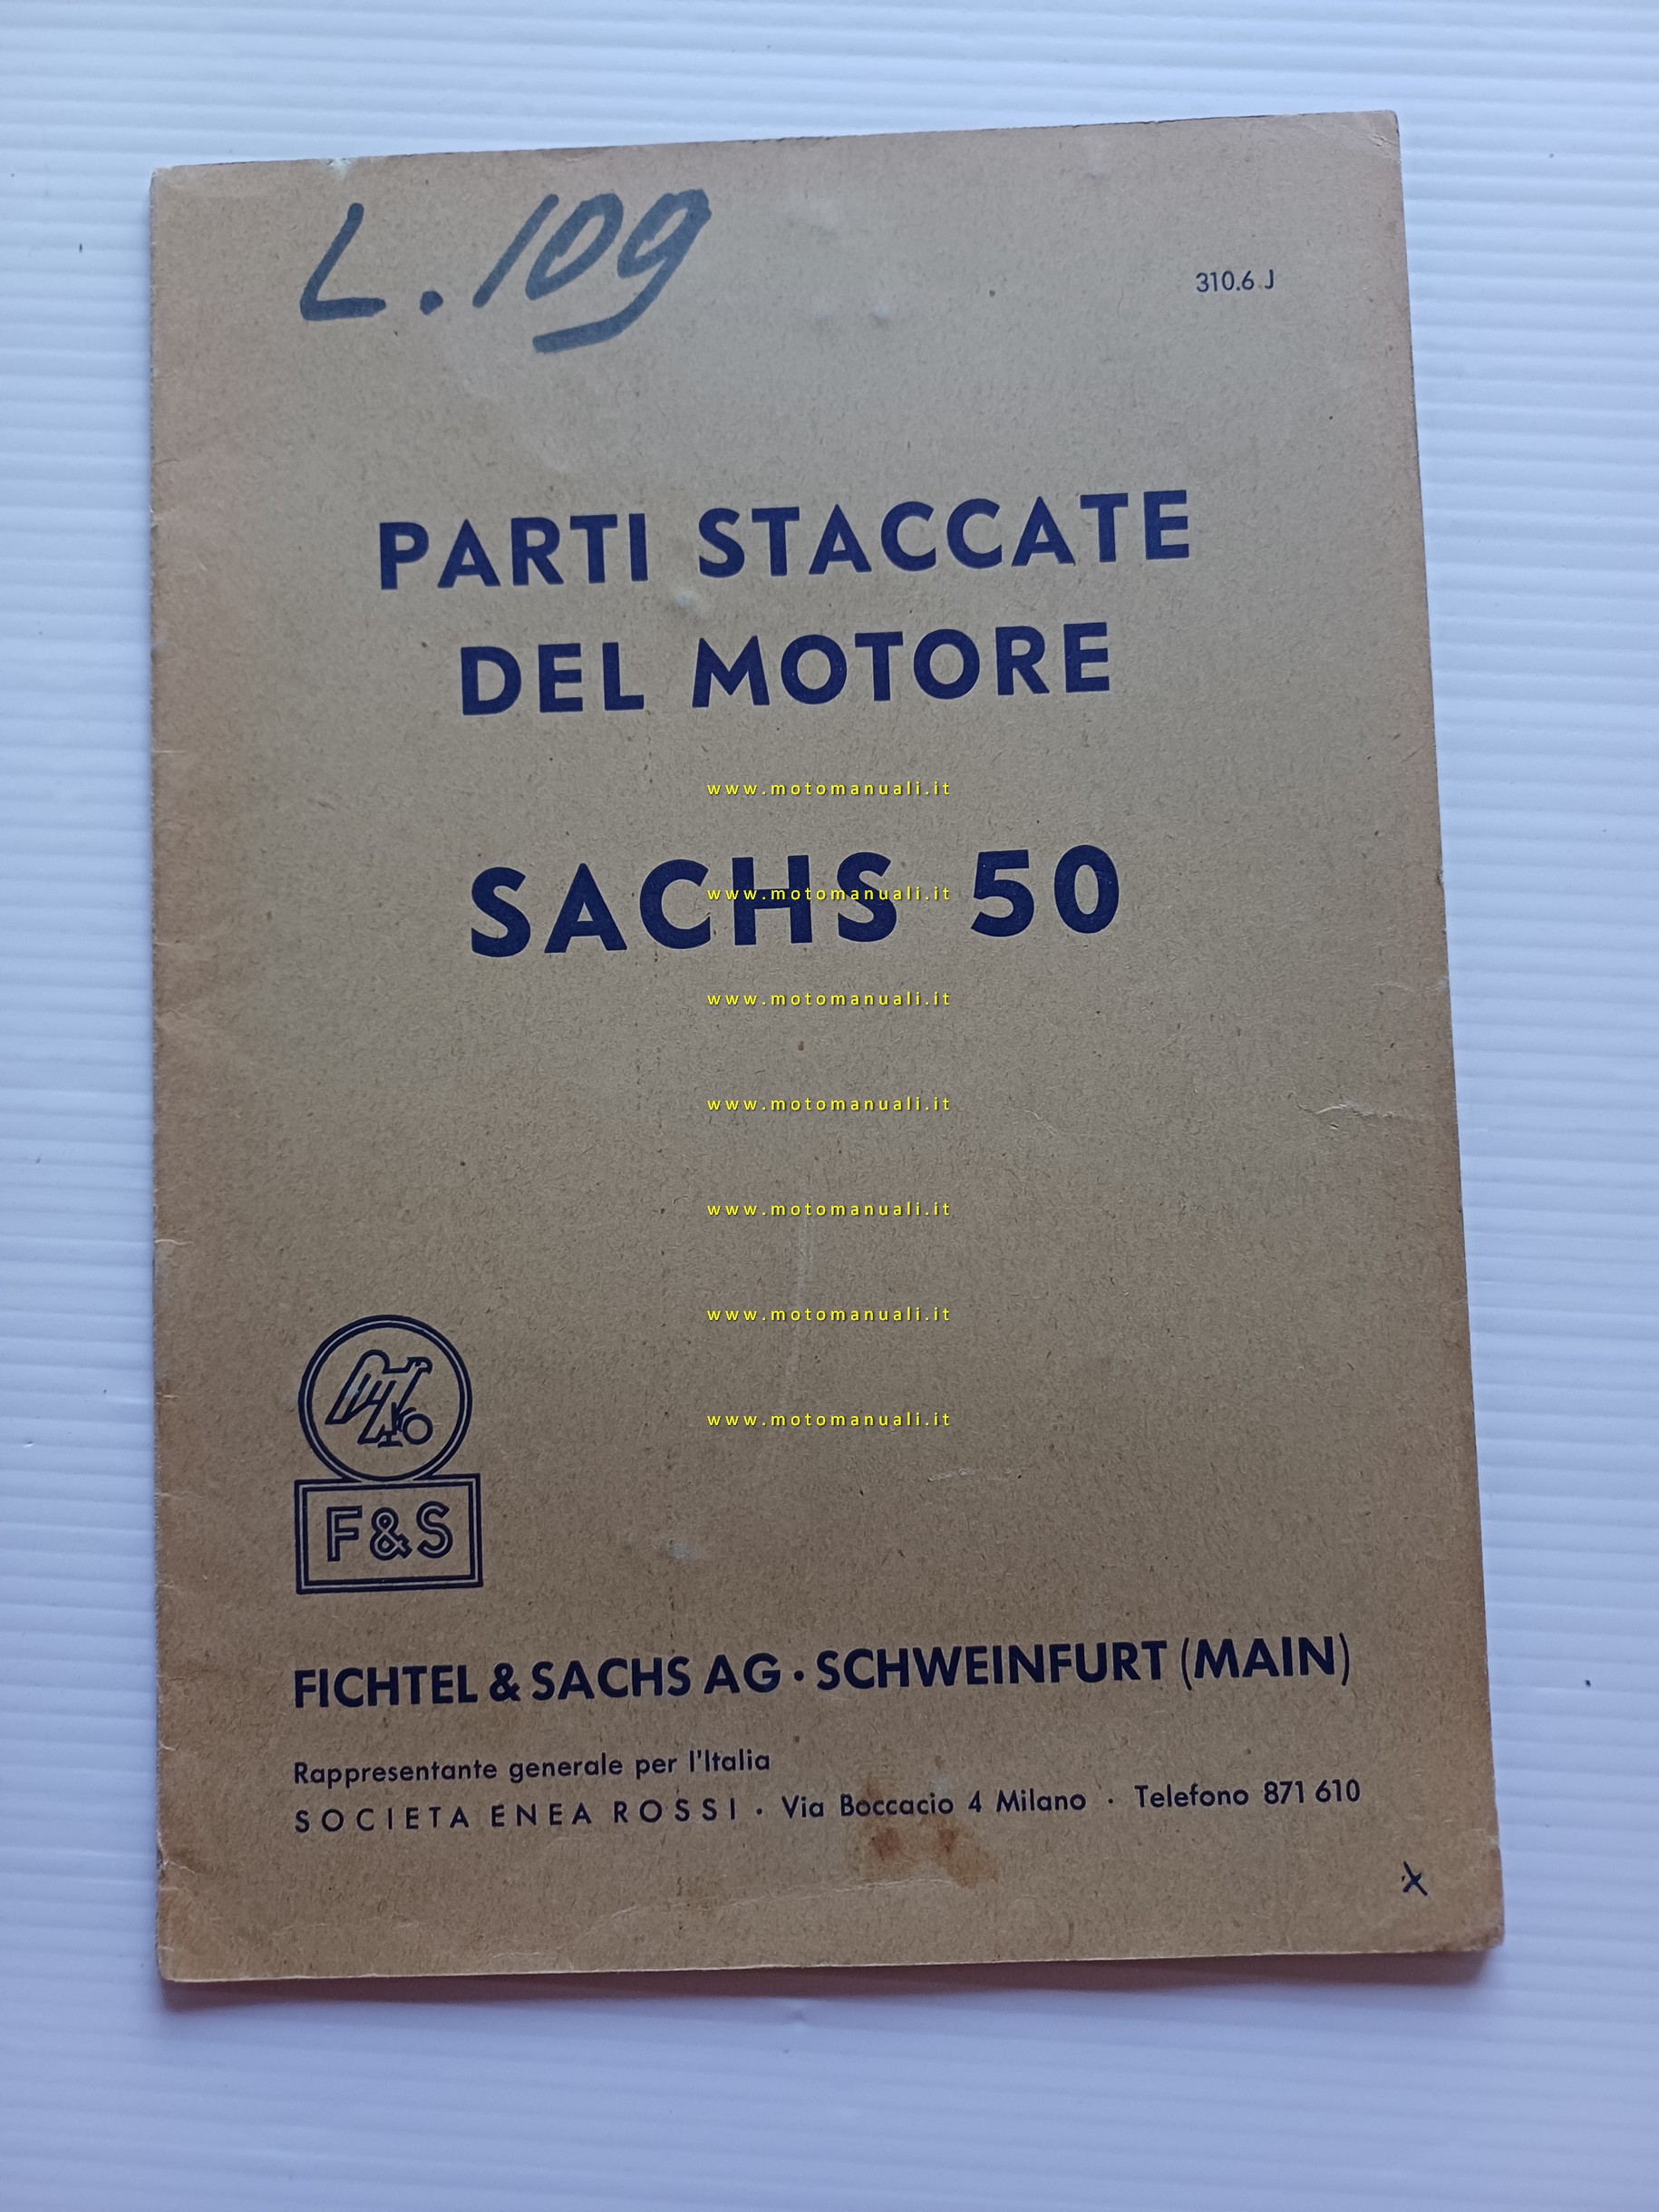 L. 109
310.6 J
PARTI STACCATE
DEL MOTORE
www.motomanuali.it
SACHS 50
www.motomanuali.it
www.motomanuali.it
www.motomanuali.it
www.motomanuali.it
www.motomanuali.it
www.motomanuali.it
F&S
FICHTEL & SACHS AG · SCHWEINFURT (MAIN)
Rappresentante generale per l'Italia
SOCIETA ENEA ROSSI · Via Boccacio 4 Milano · Telefono 871 610
x